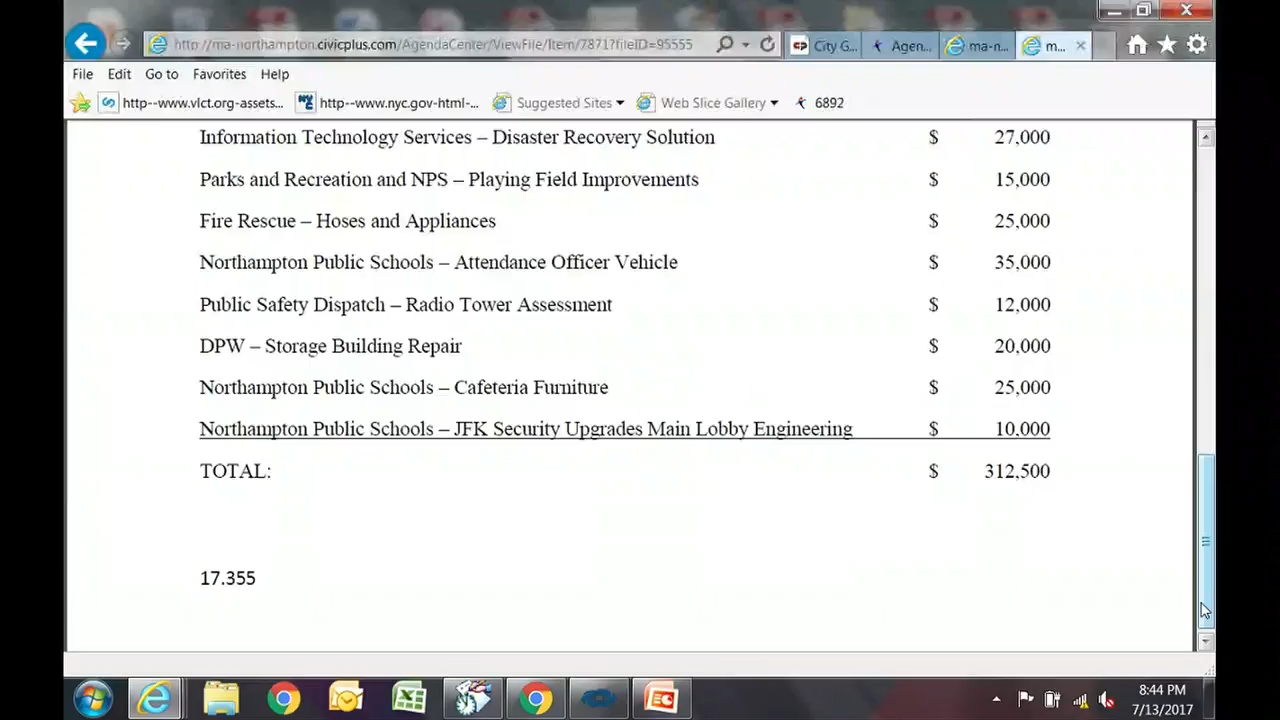 http://ma-northampton.civicplus.com/AgendaCenter/ViewFile/Item/7871?fileID=95555
City G...
Agen...
ma-n...
m...
File Edit Go to Favorites Help
http--www.vlct.org-assets... http--www.nyc.gov-html-... Suggested Sites Web Slice Gallery 6892
Information Technology Services – Disaster Recovery Solution $ 27,000
Parks and Recreation and NPS – Playing Field Improvements $ 15,000
Fire Rescue – Hoses and Appliances $ 25,000
Northampton Public Schools – Attendance Officer Vehicle $ 35,000
Public Safety Dispatch – Radio Tower Assessment $ 12,000
DPW – Storage Building Repair $ 20,000
Northampton Public Schools – Cafeteria Furniture $ 25,000
Northampton Public Schools – JFK Security Upgrades Main Lobby Engineering $ 10,000
TOTAL: $ 312,500
17.355
8:44 PM
7/13/2017